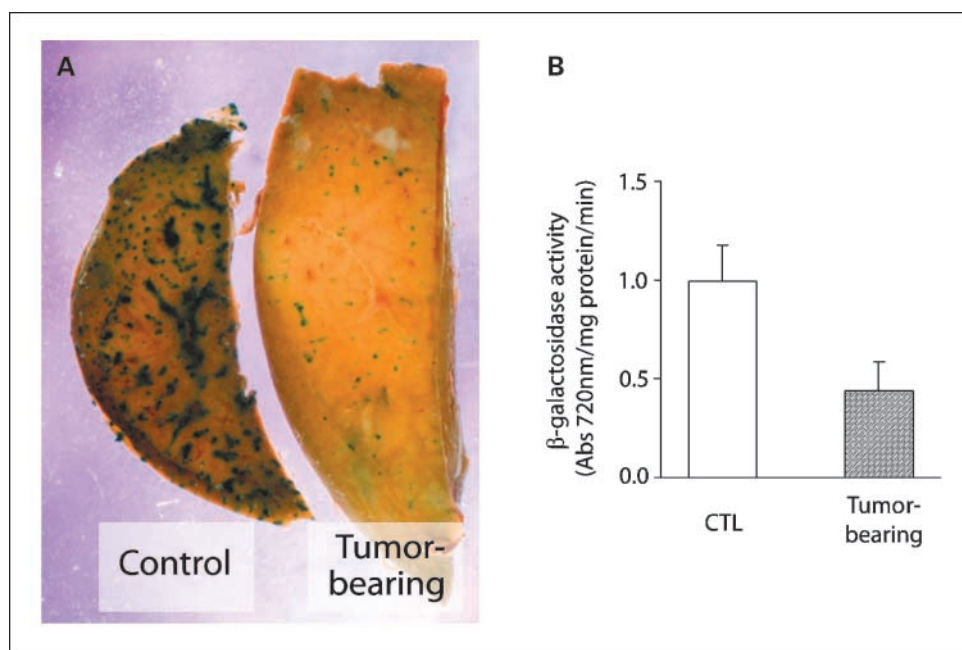 A
Control
Tumor-
bearing
B
β-galactosidase activity
(Abs 720nm/mg protein/min)
1.5
1.0
0.5
0.0
CTL
Tumor-
bearing